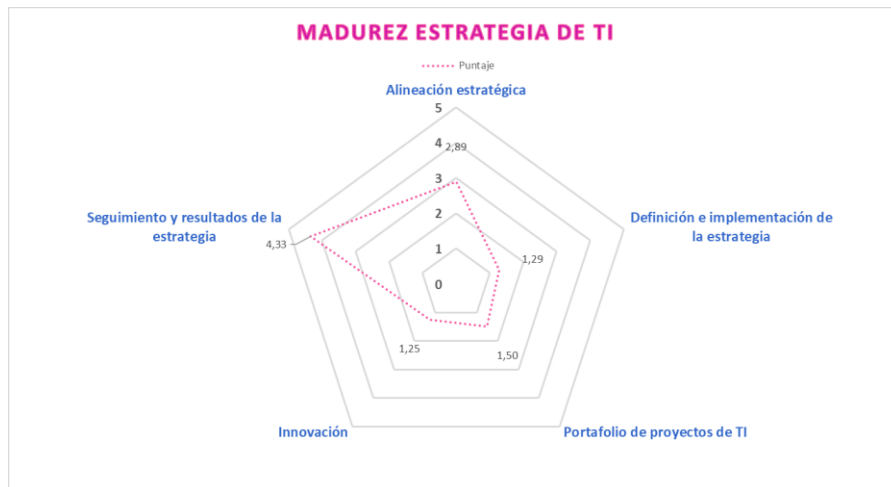 MADUREZ ESTRATEGIA DE TI
Puntaje
Alineación estratégica
5
4
2,89
3
2
1
0
Seguimiento y resultados de la
estrategia
4,33
Definición e implementación de
la estrategia
1,29
1,25
1,50
Innovación
Portafolio de proyectos de TI